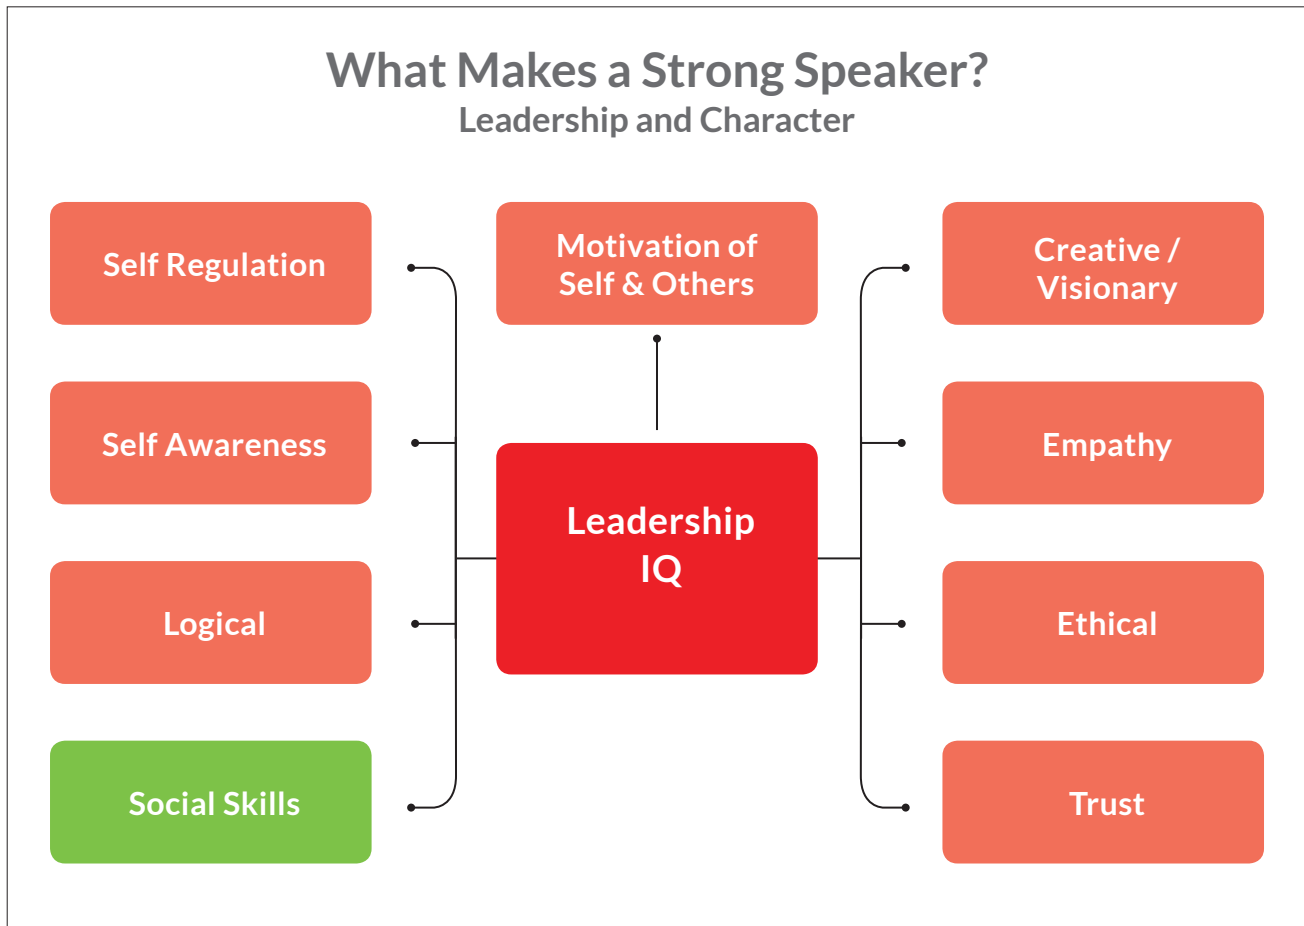 What Makes a Strong Speaker?
Leadership and Character
Self Regulation
Motivation of
Self & Others
Creative /
Visionary
Self Awareness
Empathy
Leadership
IQ
Logical
Ethical
Social Skills
Trust